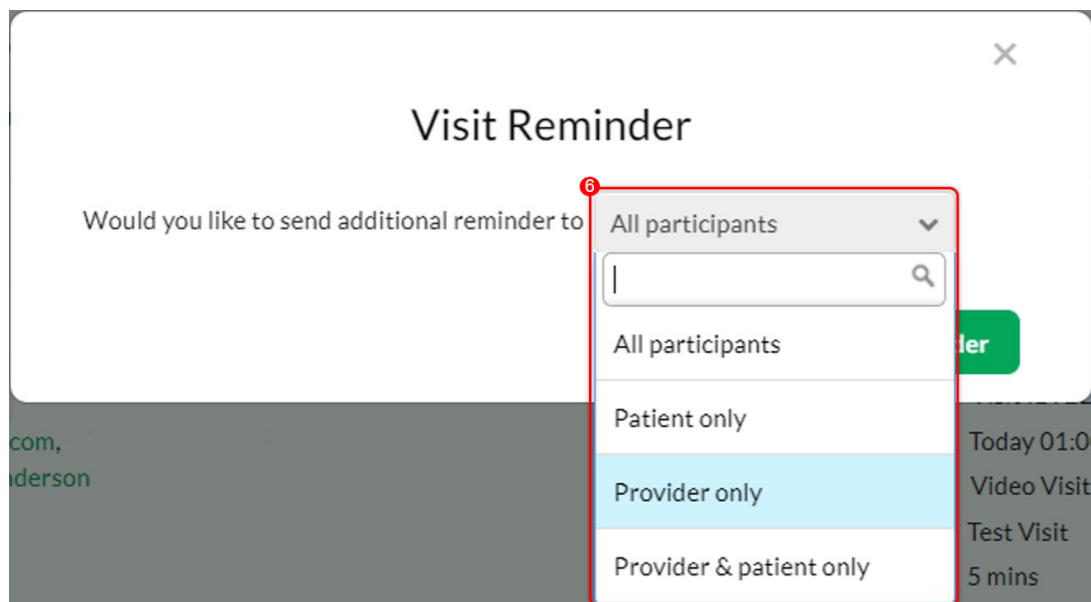 Visit Reminder
6
Would you like to send additional reminder to
All participants
All participants
der
Patient only
com,
Today 01:0
nderson
Provider only
Video Visit
Test Visit
Provider & patient only
5 mins